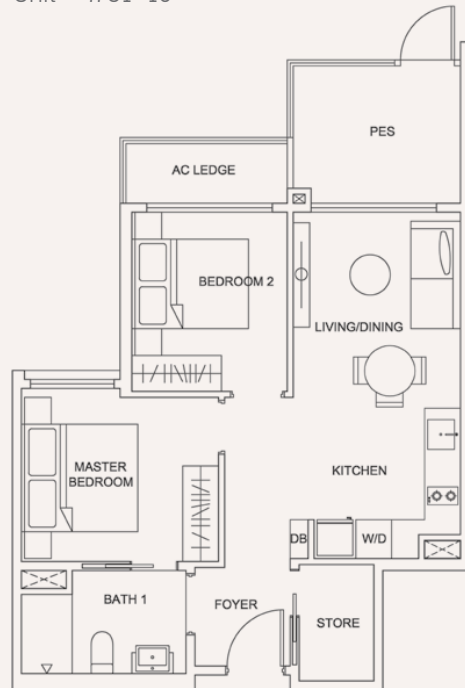 PES
AC LEDGE
BEDROOM 2
LIVING/DINING
MASTER
BEDROOM
KITCHEN
DB
W/D
BATH 1
FOYER
STORE